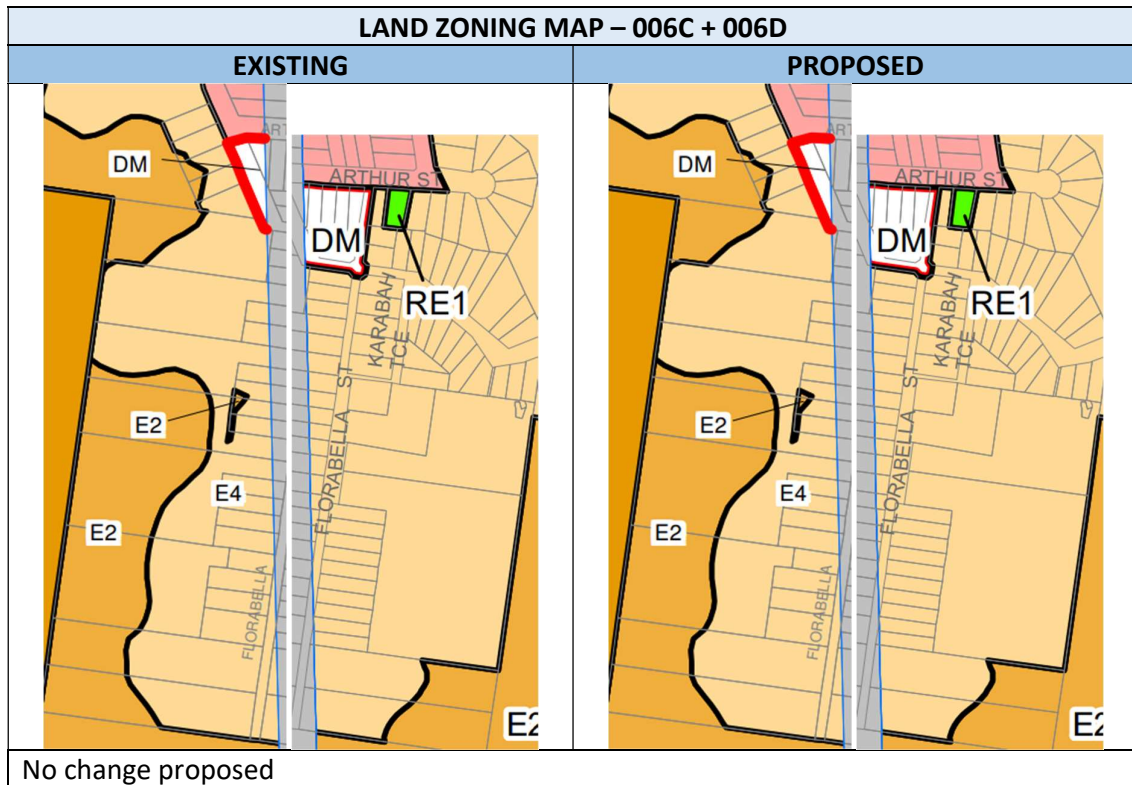 LAND ZONING MAP – 006C + 006D
EXISTING
PROPOSED
DM
ART
ARTHUR ST
DM
RE1
KARABAH
TCE
FLORABELLA ST
E2
E4
E2
FLORABELLA
E2
DM
ART
ARTHUR ST
DM
RE1
KARABAH
TCE
FLORABELLA ST
E2
E4
E2
FLORABELLA
E2
No change proposed